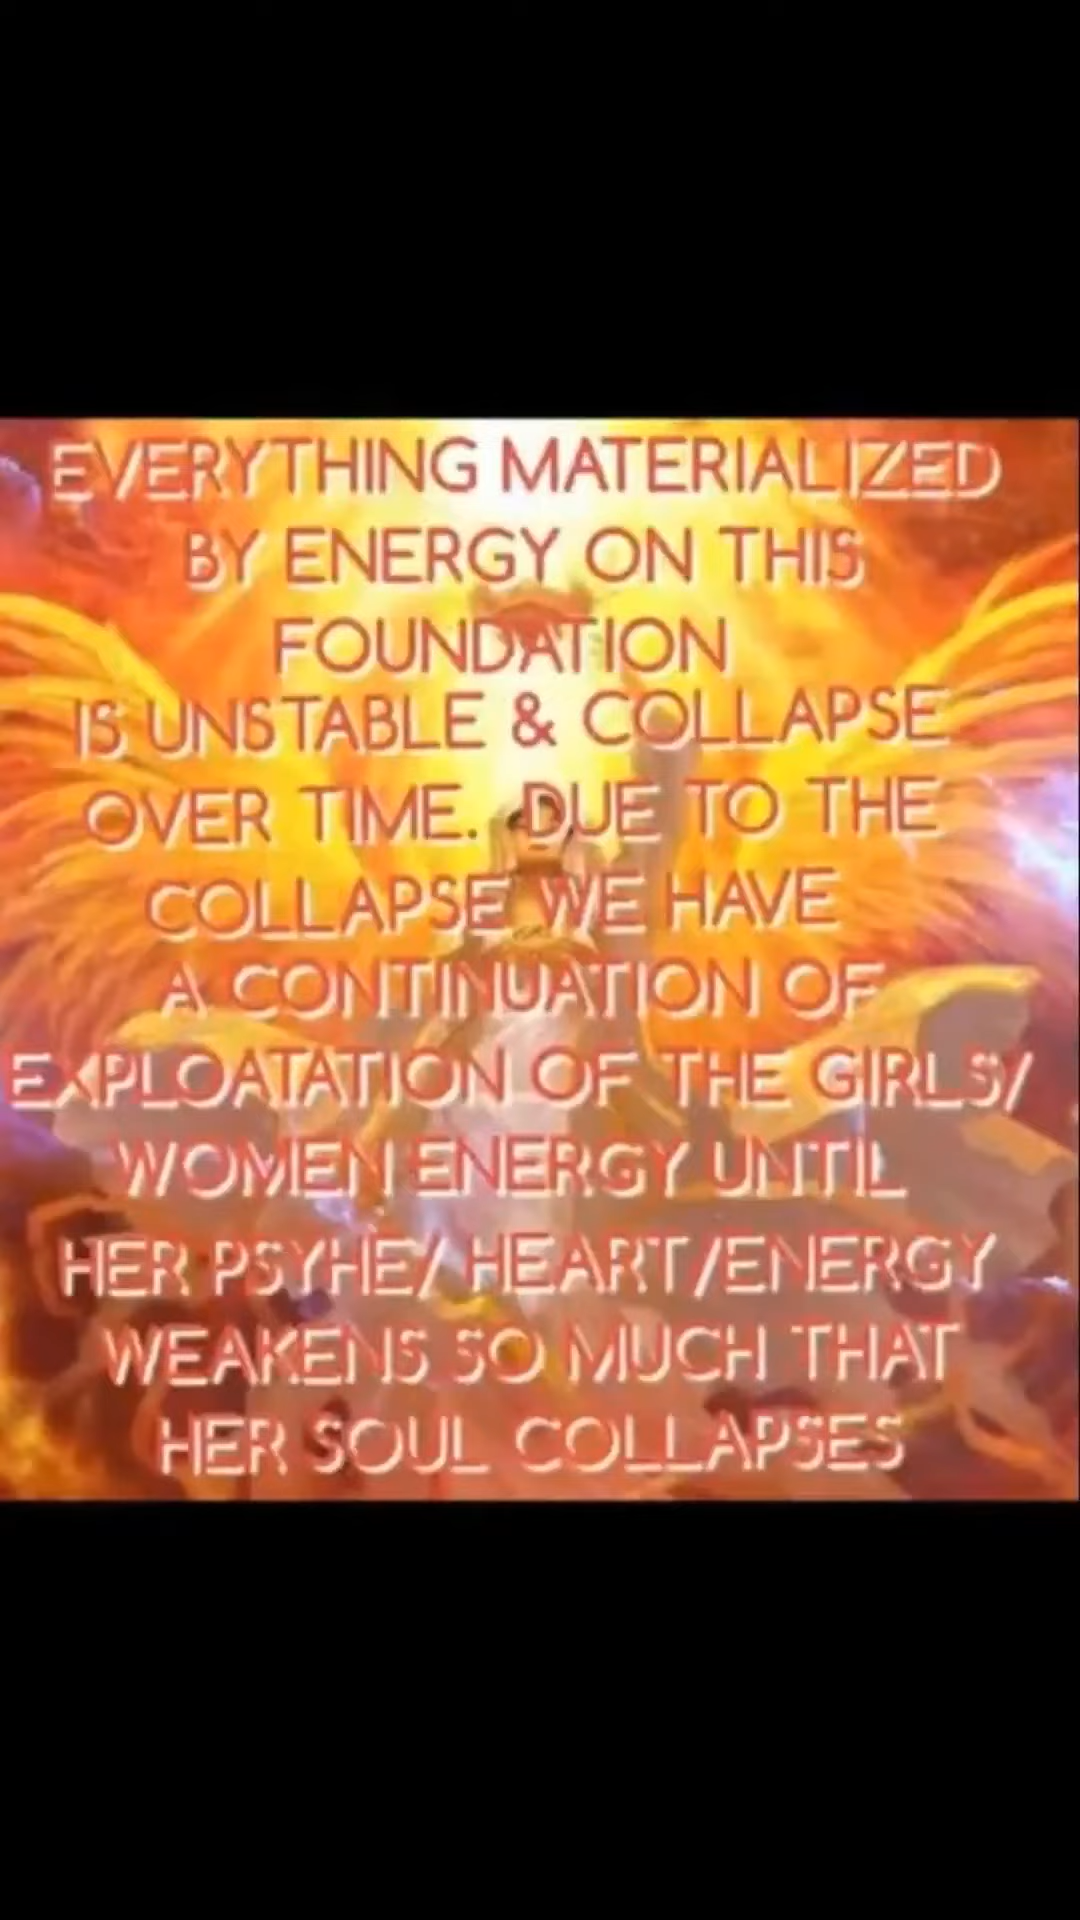 EVERYTHING MATERIALIZED
BY ENERGY ON THIS
FOUNDATION
IS UNSTABLE & COLLAPSE
OVER TIME. DUE TO THE
COLLAPSE WE HAVE
A CONTINUATION OF
EXPLOATATION OF THE GIRLS/
WOMEN ENERGY UNTIL
HER PSYHE/ HEART/ENERGY
WEAKENS SO MUCH THAT
HER SOUL COLLAPSES